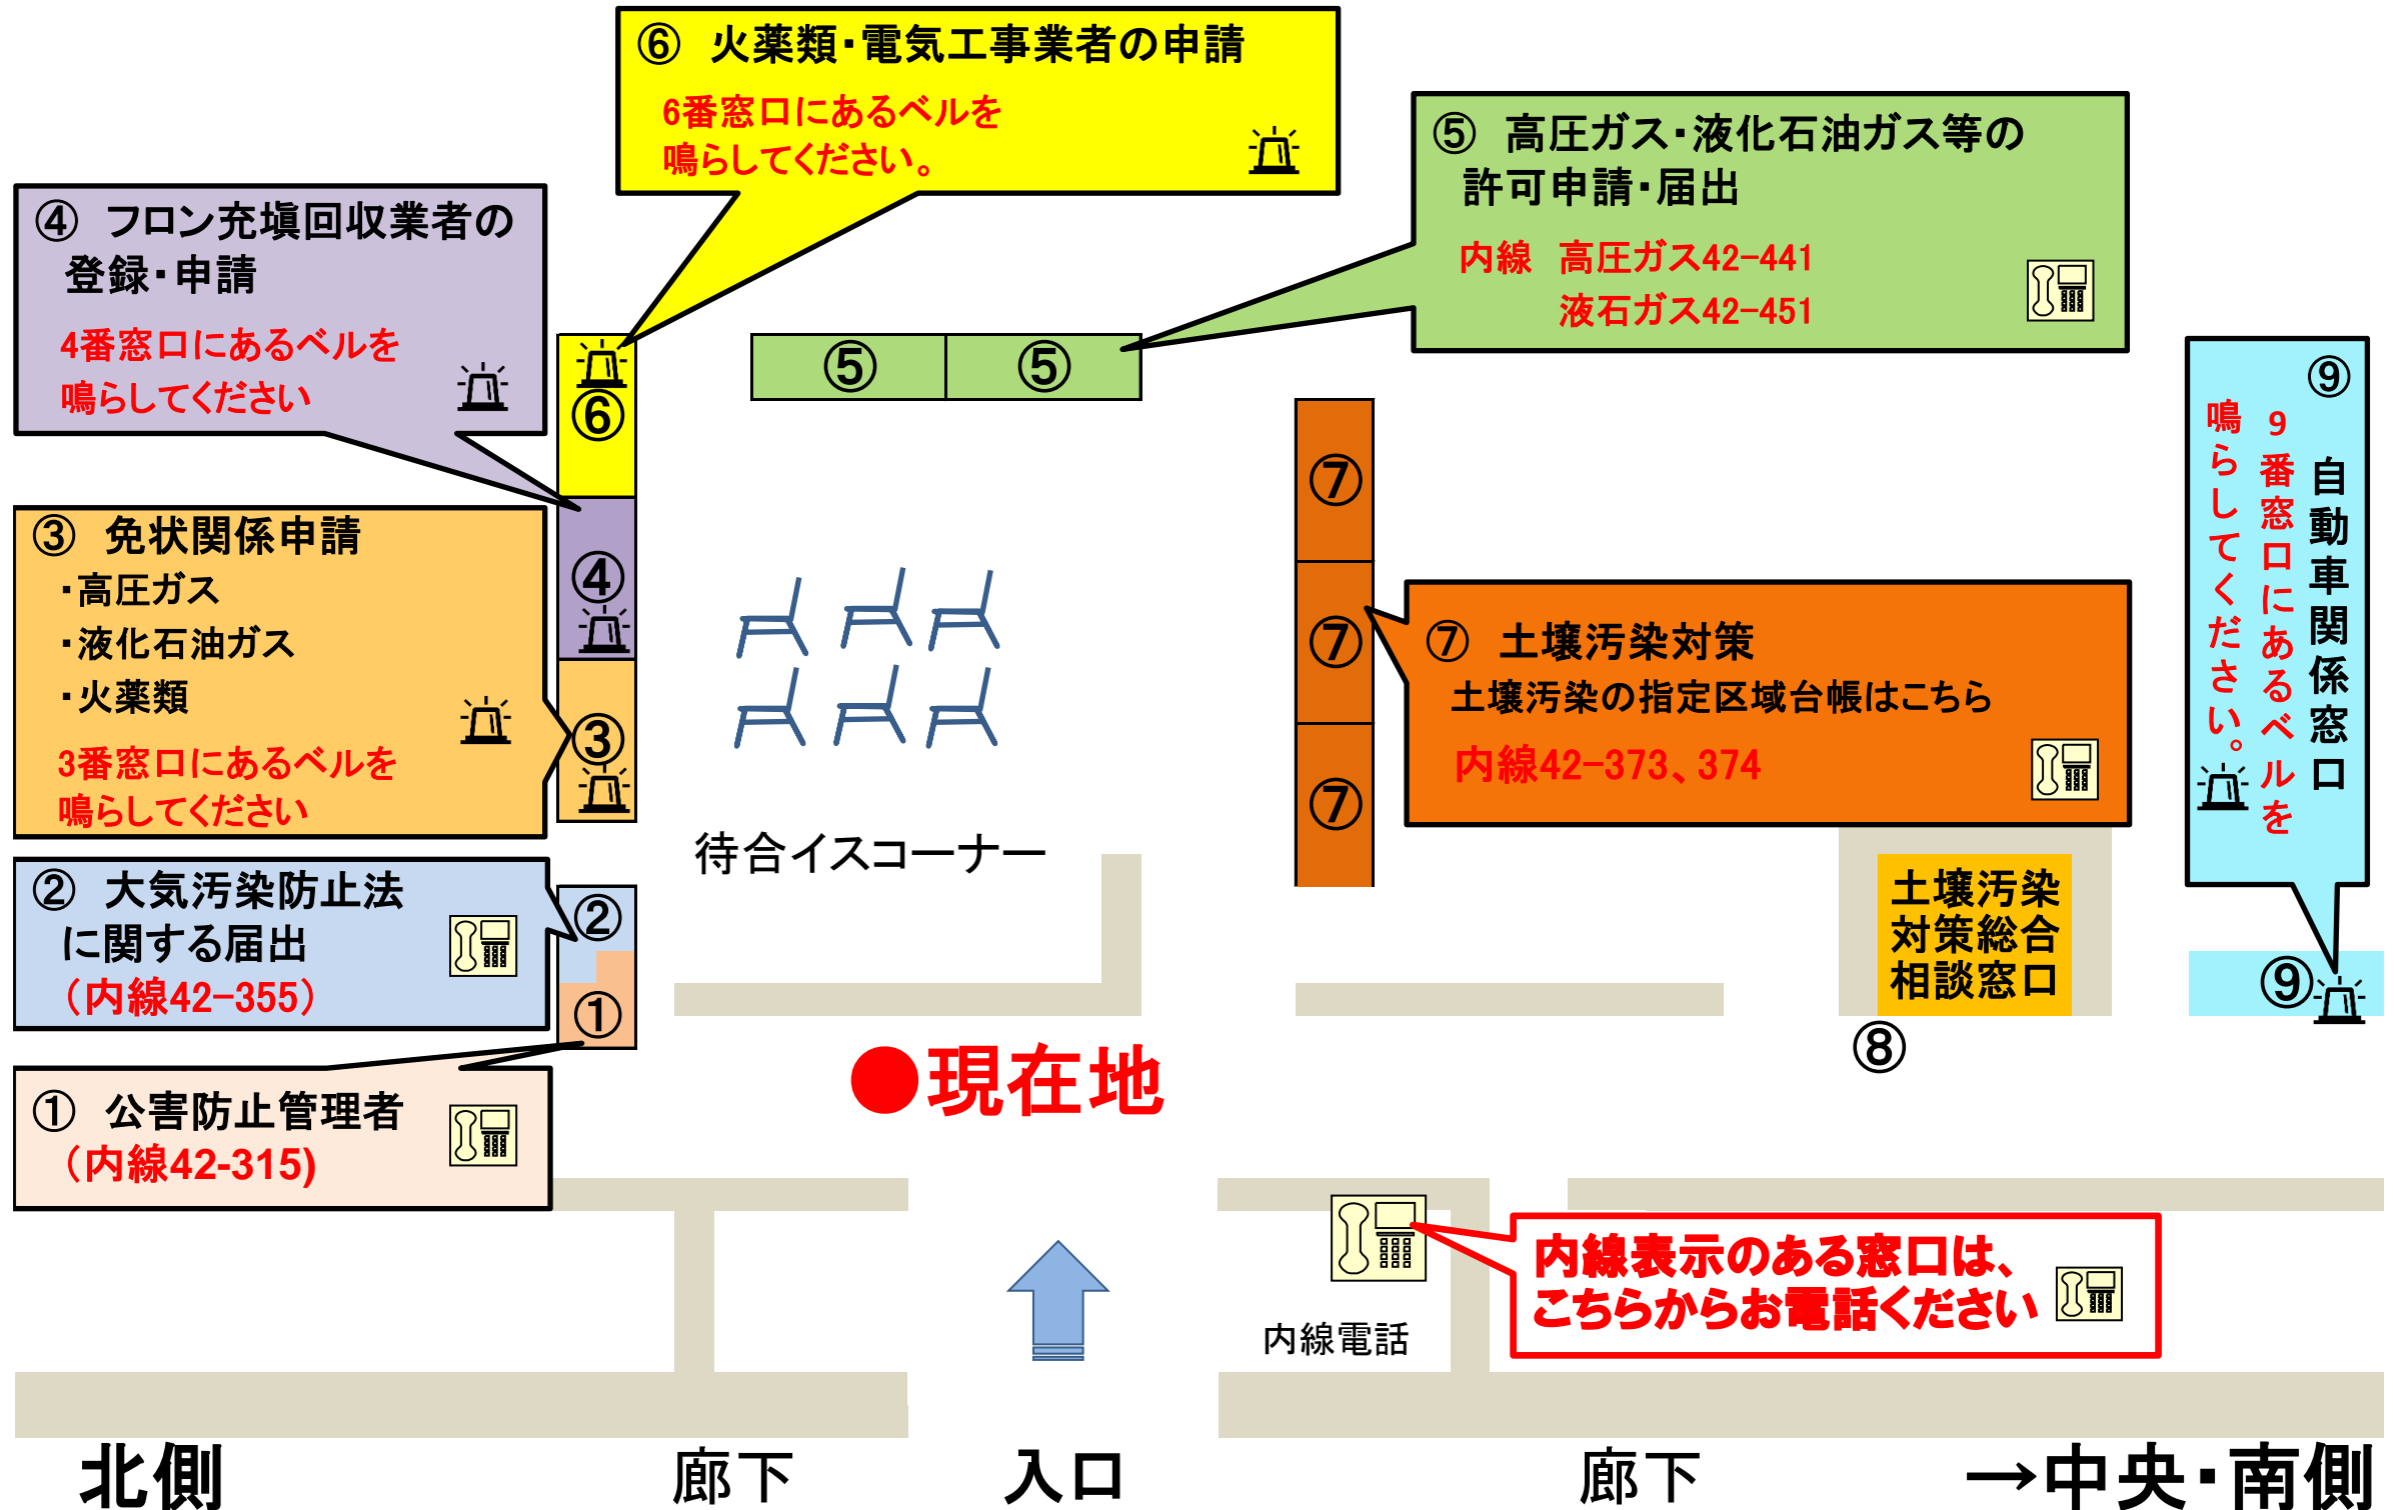 ⑥ 火薬類・電気工事業者の申請
6番窓口にあるベルを
鳴らしてください。
⑤ 高圧ガス・液化石油ガス等の
許可申請・届出
内線 高圧ガス42-441
液石ガス42-451
④ フロン充塡回収業者の
登録・申請
4番窓口にあるベルを
鳴らしてください
⑥
⑤
⑤
⑨ 自動車関係窓口
9番窓口にあるベルを
鳴らしてください。
⑦
③ 免状関係申請
・高圧ガス
・液化石油ガス
・火薬類
3番窓口にあるベルを
鳴らしてください
④
③
⑦
⑦ 土壌汚染対策
土壌汚染の指定区域台帳はこちら
内線42-373、374
⑦
待合イスコーナー
② 大気汚染防止法
に関する届出
(内線42-355)
②
①
土壌汚染
対策総合
相談窓口
⑧
⑨
●現在地
① 公害防止管理者
(内線42-315)
内線電話
内線表示のある窓口は、
こちらからお電話ください
北側
廊下
入口
廊下
→中央・南側